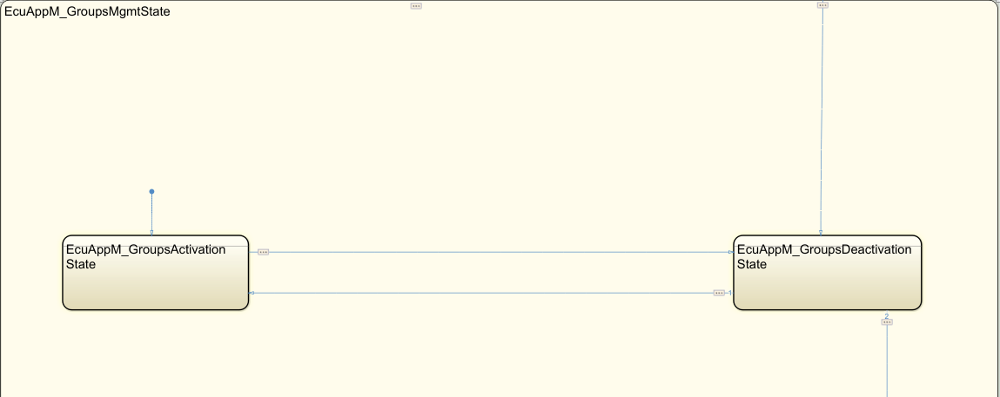 EcuAppM_GroupsMgmtState
EcuAppM_GroupsActivation
State
EcuAppM_GroupsDeactivation
State
1
2